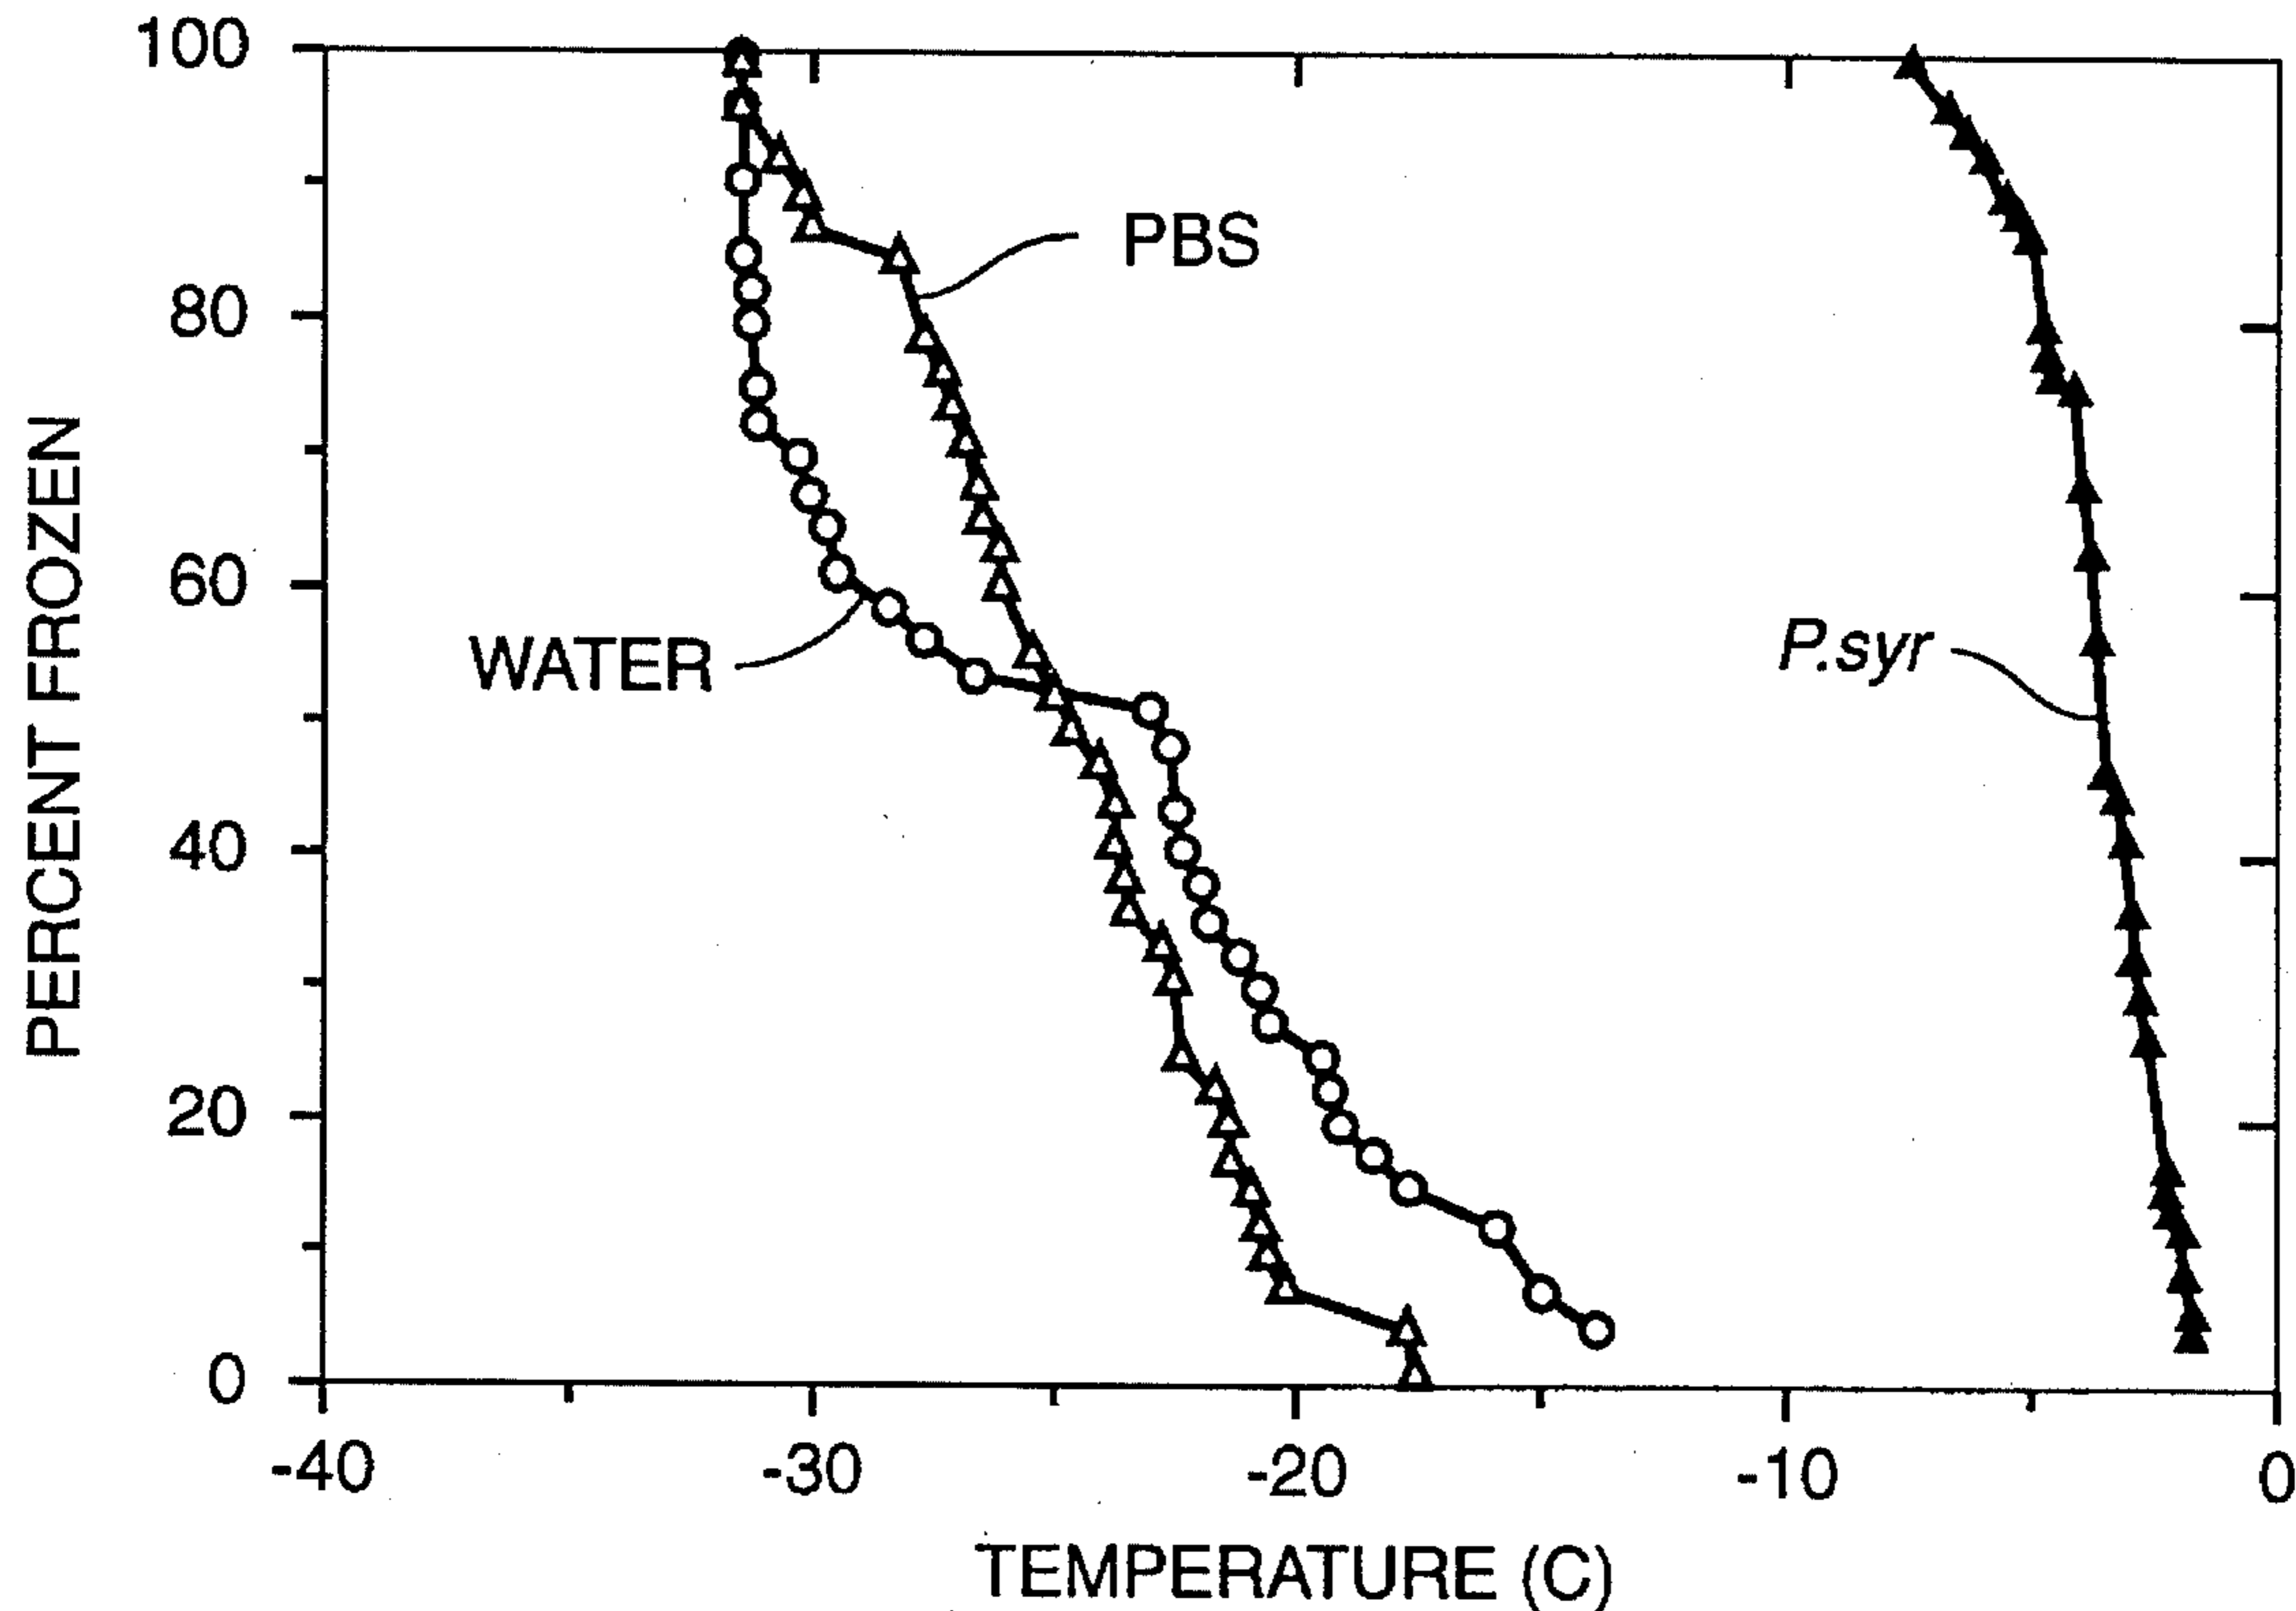 100
80
60
40
20
0
PERCENT FROZEN
PBS
WATER
P.syr
-40
-30
-20
-10
0
TEMPERATURE (C)